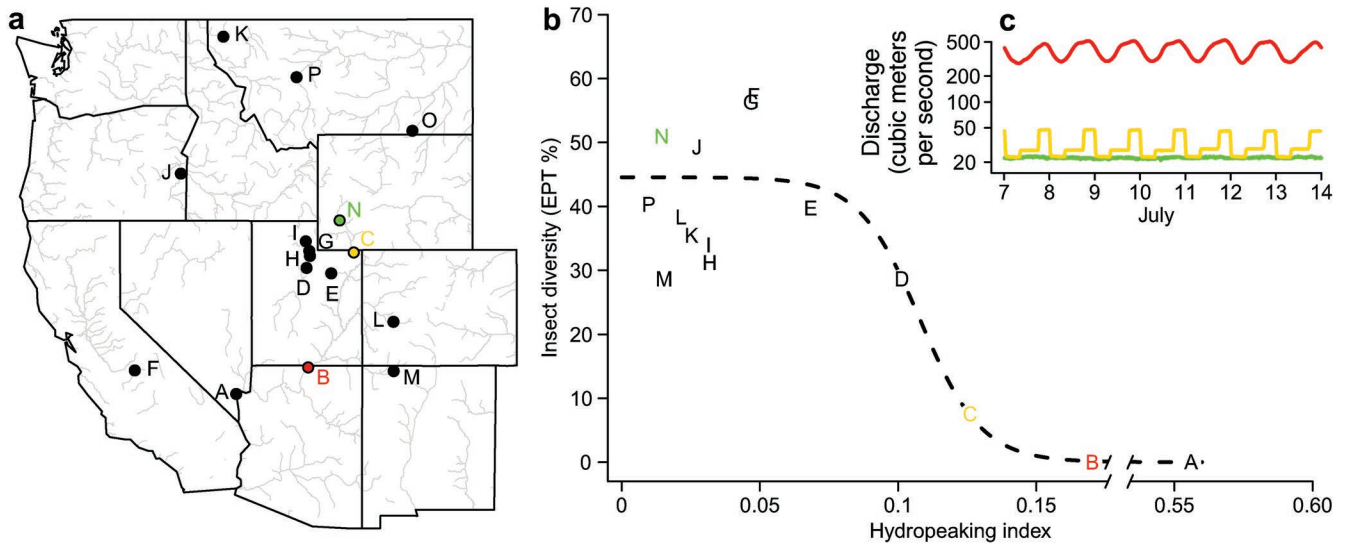 a
K
P
O
J
N
I
G
C
H
D
E
L
F
B
M
A
b
Insect diversity (EPT %)
70
60
50
40
30
20
10
0
N
J
F
G
P
L
K
I
H
M
E
D
C
B
A
0
0.05
0.1
0.15
0.55
0.60
Hydropeaking index
c
Discharge
(cubic meters
per second)
500
200
100
50
20
7
8
9
10
11
12
13
14
July